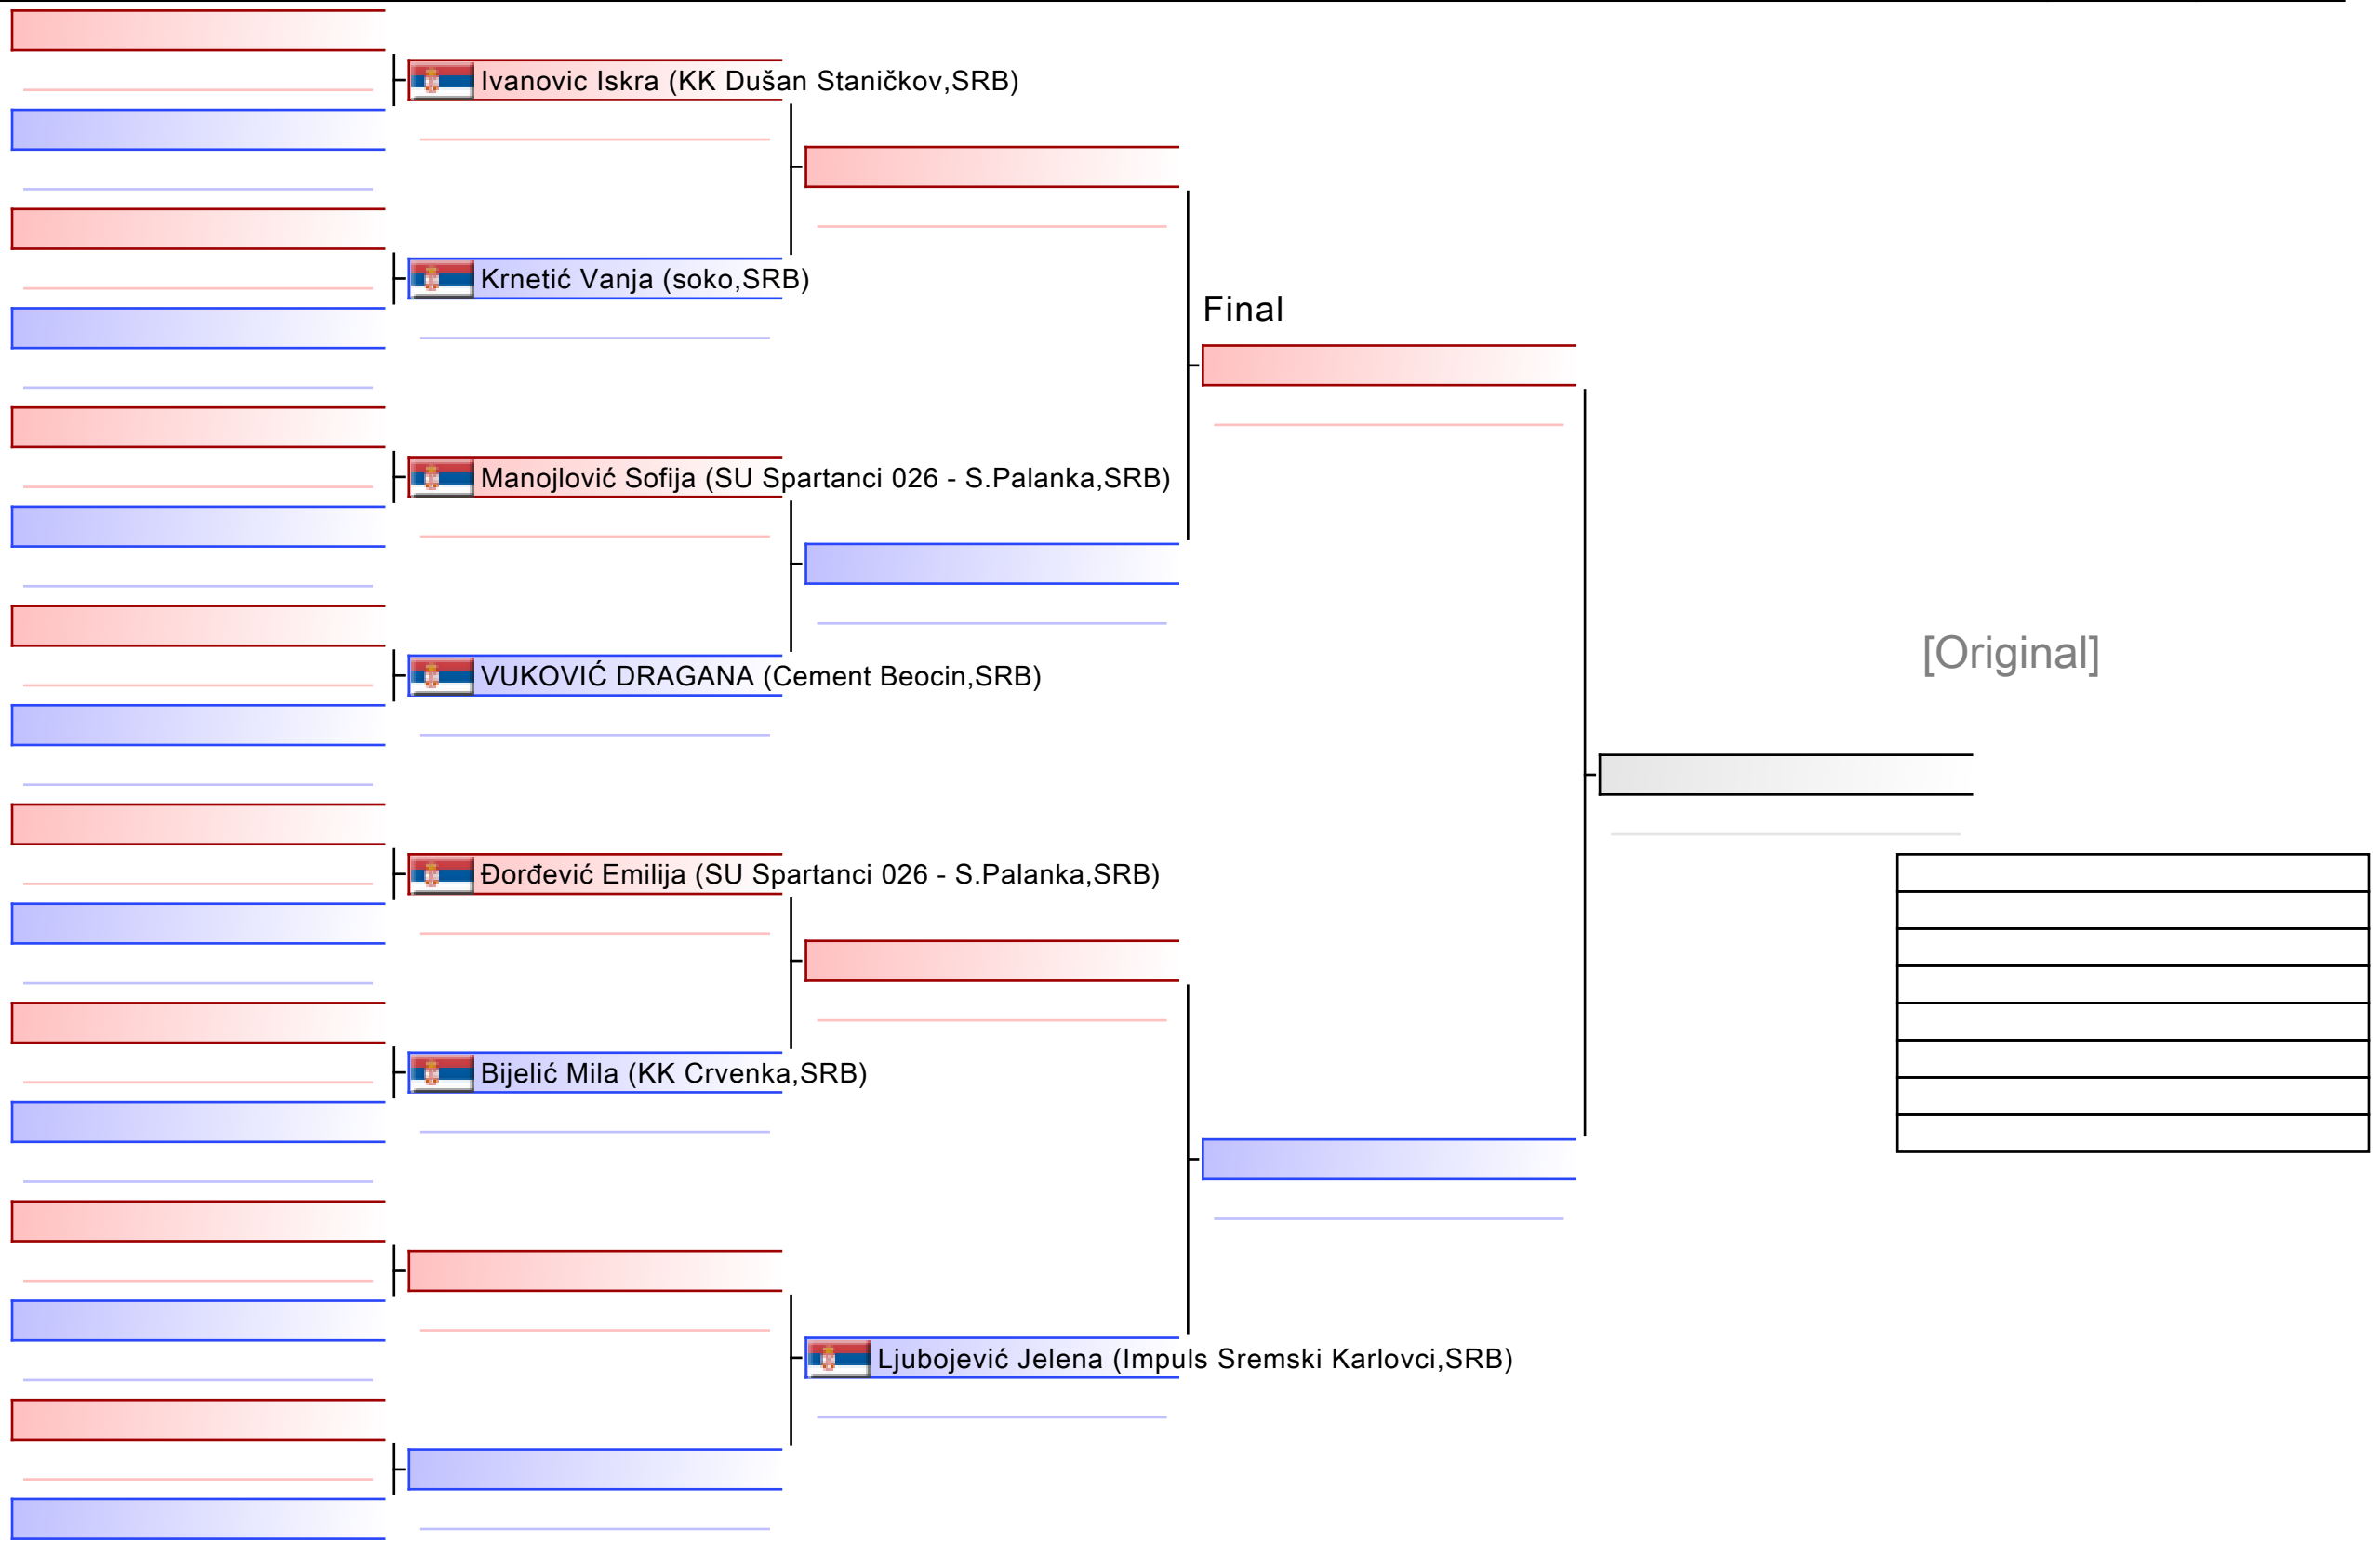 Ivanovic Iskra (KK Dušan Staničkov,SRB)
Krnetić Vanja (soko,SRB)
Final
Manojlović Sofija (SU Spartanci 026 - S.Palanka,SRB)
[Original]
VUKOVIĆ DRAGANA (Cement Beocin,SRB)
Đorđević Emilija (SU Spartanci 026 - S.Palanka,SRB)
Bijelić Mila (KK Crvenka,SRB)
Ljubojević Jelena (Impuls Sremski Karlovci,SRB)